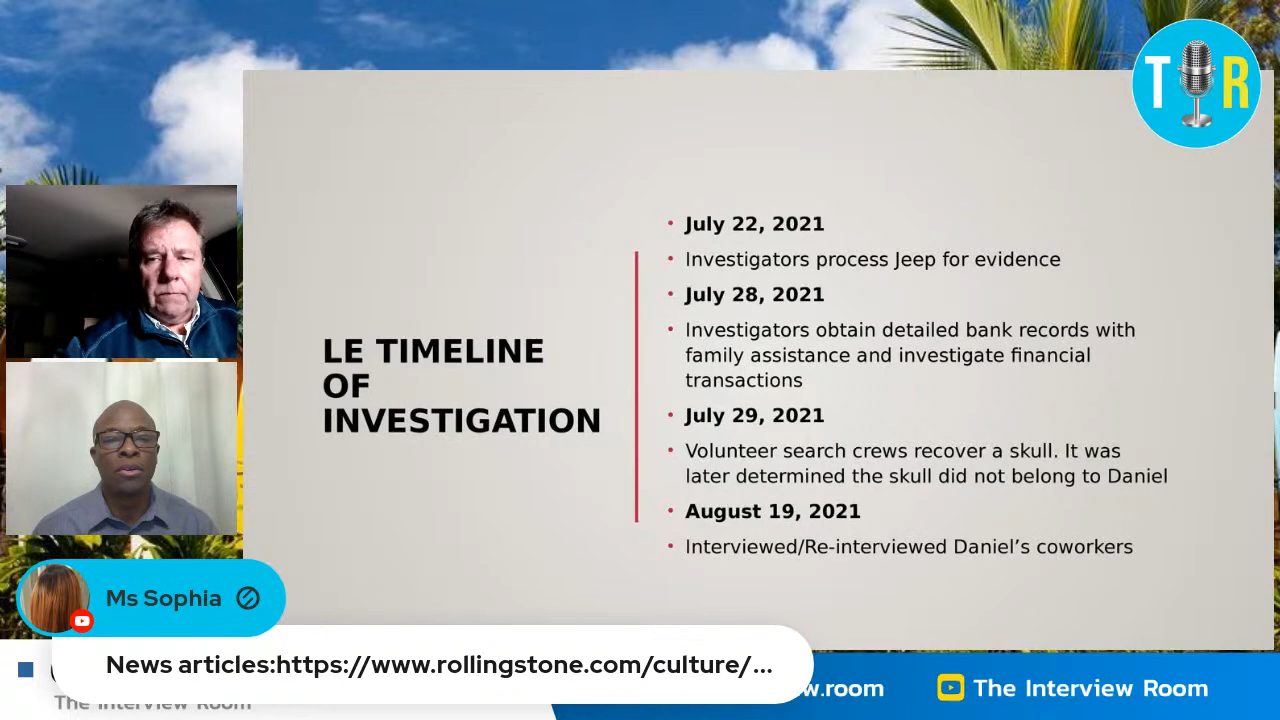 T R
LE TIMELINE
OF
INVESTIGATION
• July 22, 2021
• Investigators process Jeep for evidence
• July 28, 2021
• Investigators obtain detailed bank records with
family assistance and investigate financial
transactions
• July 29, 2021
• Volunteer search crews recover a skull. It was
later determined the skull did not belong to Daniel
• August 19, 2021
• Interviewed/Re-interviewed Daniel’s coworkers
Ms Sophia
News articles:https://www.rollingstone.com/culture/...
The Interview Room
w.room
The Interview Room